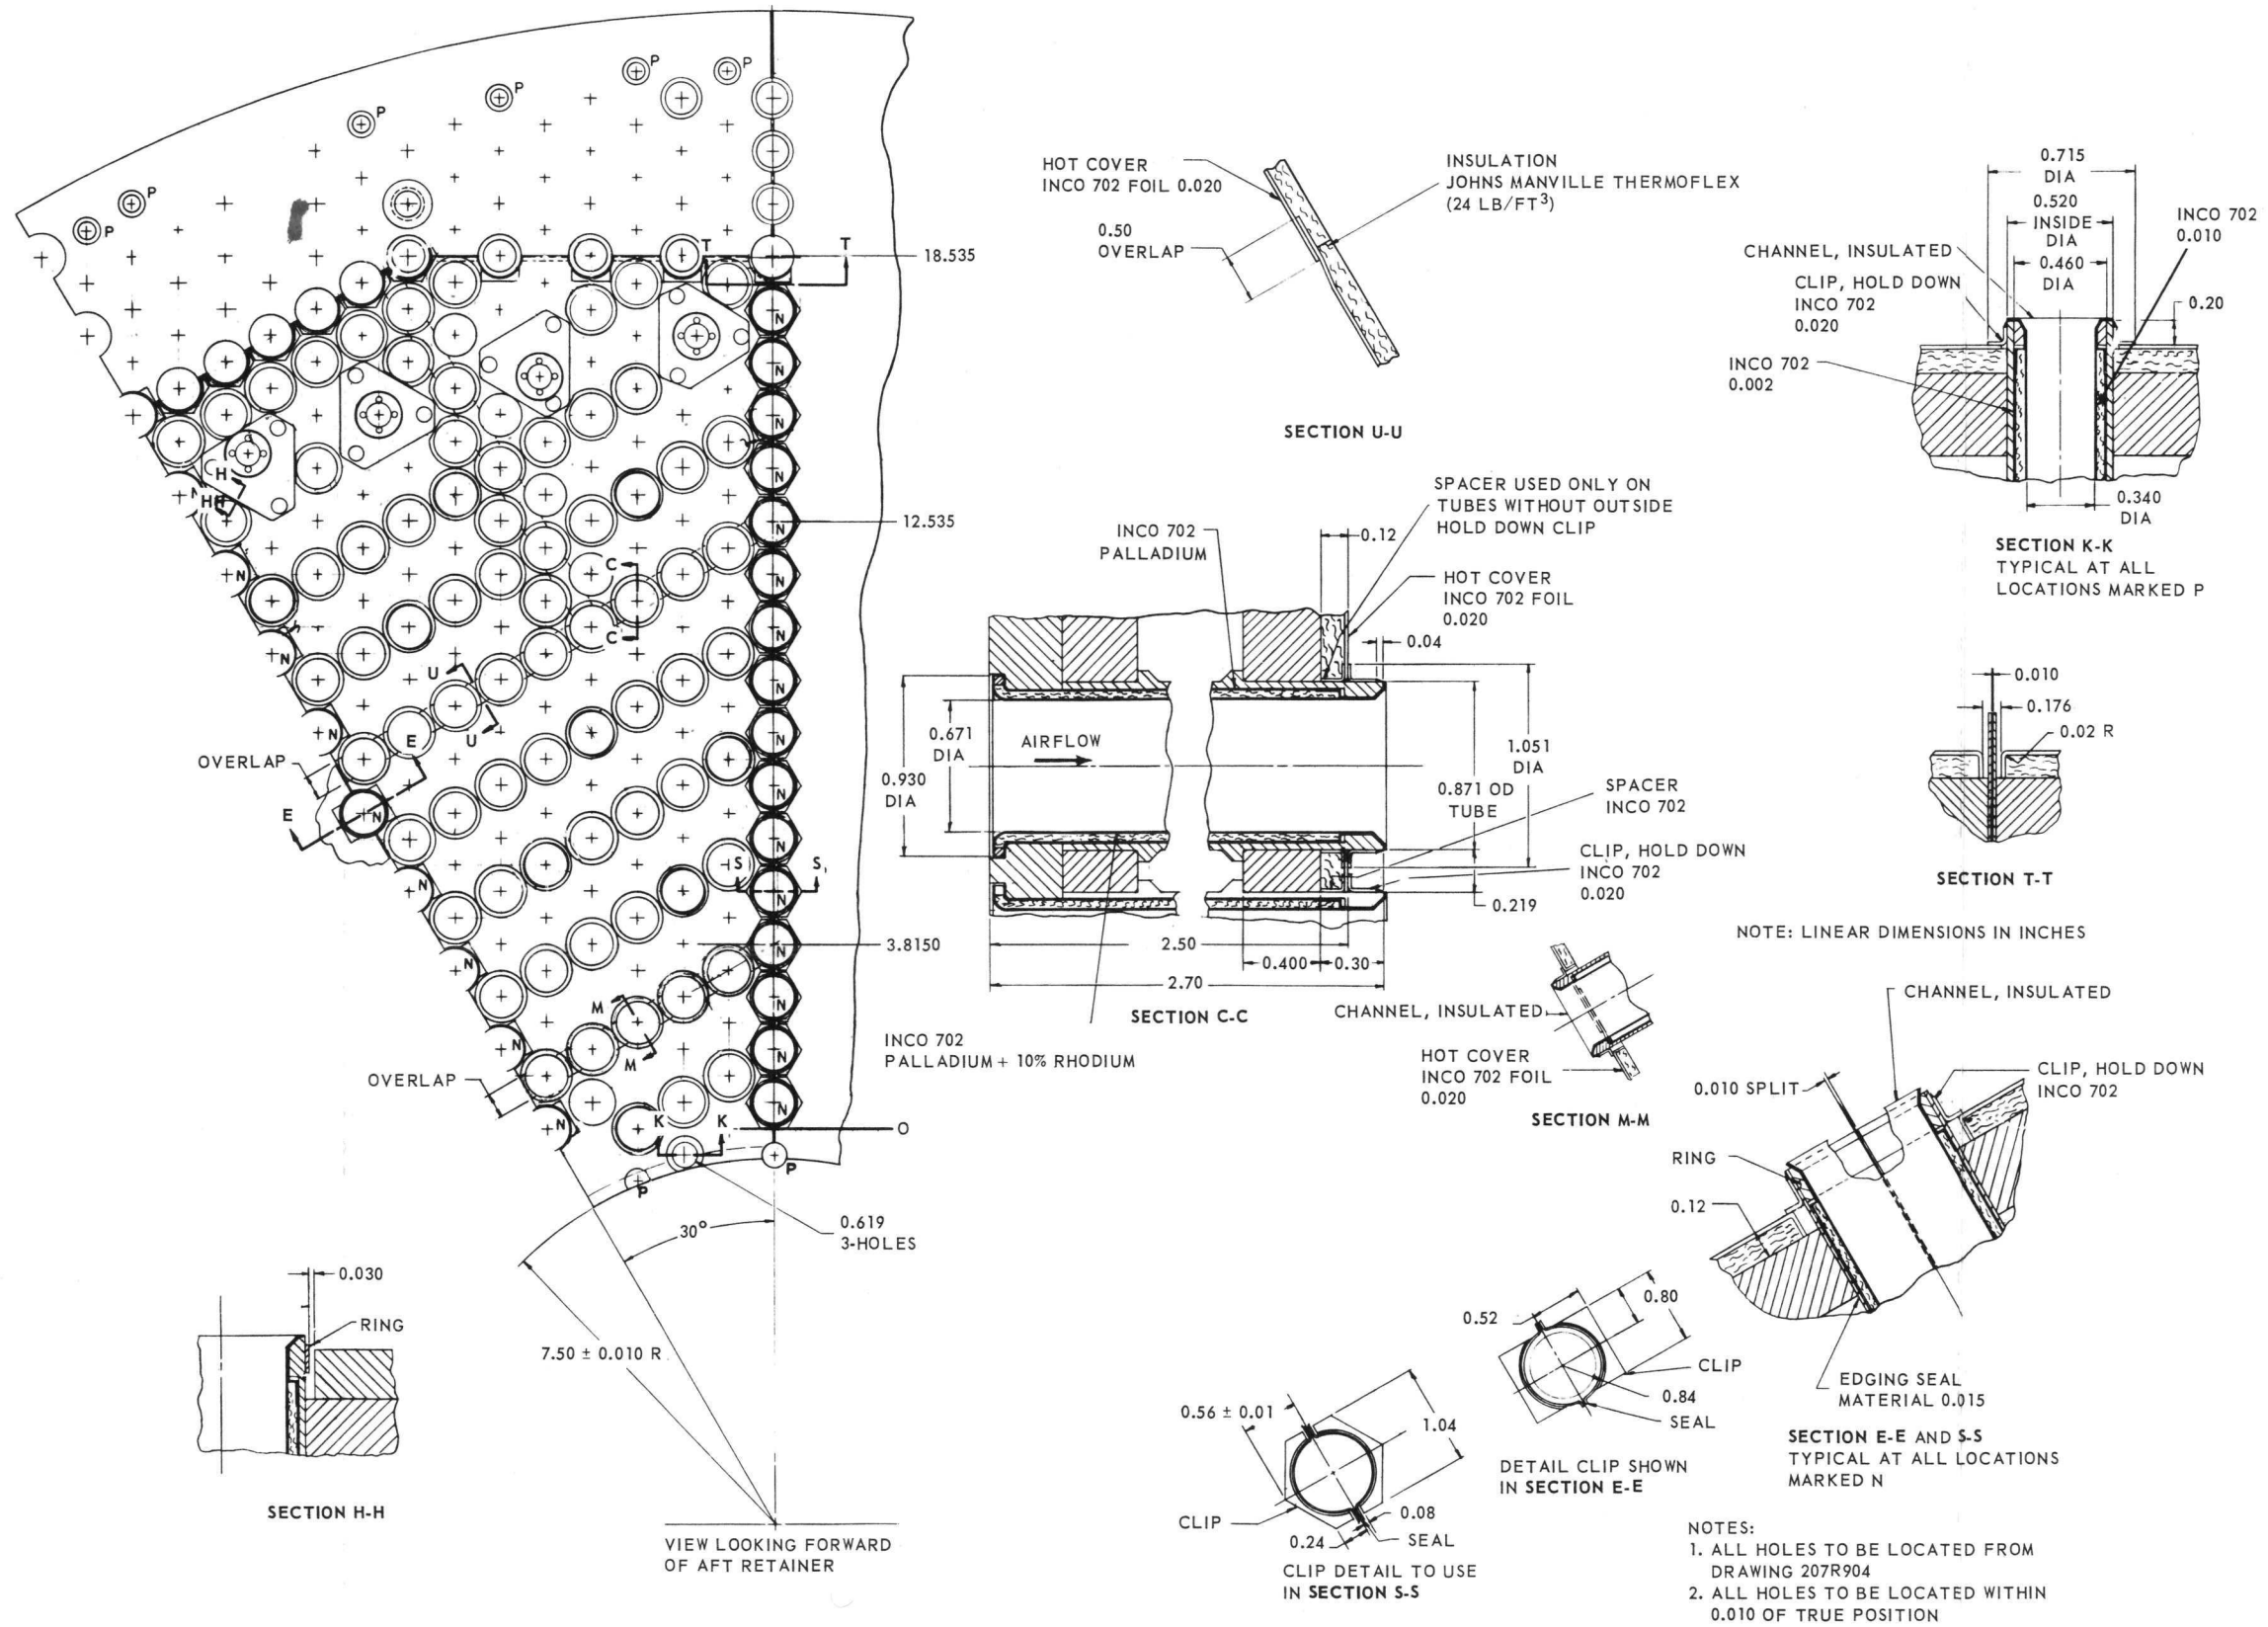 P
P
P
P
P
P
T
T
18.535
N
N
N
N
H
HH
N
12.535
N
N
C
N
C
N
N
U
N
N
U
E
OVERLAP
N
E
N
N
S
S
N
N
3.8150
N
N
M
N
M
N
OVERLAP
N
K
K
O
P
P
0.619
3-HOLES
30°
7.50 ± 0.010 R
VIEW LOOKING FORWARD
OF AFT RETAINER
0.030
RING
SECTION H-H
HOT COVER
INCO 702 FOIL 0.020
0.50
OVERLAP
INSULATION
JOHNS MANVILLE THERMOFLEX
(24 LB/FT3)
SECTION U-U
SPACER USED ONLY ON
TUBES WITHOUT OUTSIDE
HOLD DOWN CLIP
INCO 702
PALLADIUM
0.12
HOT COVER
INCO 702 FOIL
0.020
0.04
0.671
DIA
AIRFLOW
0.930
DIA
1.051
DIA
0.871 OD
TUBE
SPACER
INCO 702
CLIP, HOLD DOWN
INCO 702
0.020
0.219
2.50
0.400
0.30
2.70
SECTION C-C
INCO 702
PALLADIUM + 10% RHODIUM
0.715
DIA
0.520
INSIDE
DIA
0.460
DIA
INCO 702
0.010
CHANNEL, INSULATED
CLIP, HOLD DOWN
INCO 702
0.020
0.20
INCO 702
0.002
0.340
DIA
SECTION K-K
TYPICAL AT ALL
LOCATIONS MARKED P
0.010
0.176
0.02 R
SECTION T-T
NOTE: LINEAR DIMENSIONS IN INCHES
CHANNEL, INSULATED
HOT COVER
INCO 702 FOIL
0.020
SECTION M-M
CHANNEL, INSULATED
CLIP, HOLD DOWN
INCO 702
0.010 SPLIT
RING
0.12
EDGING SEAL
MATERIAL 0.015
SECTION E-E AND S-S
TYPICAL AT ALL LOCATIONS
MARKED N
0.52
0.80
CLIP
0.84
SEAL
DETAIL CLIP SHOWN
IN SECTION E-E
0.56 ± 0.01
1.04
CLIP
0.08
0.24
SEAL
CLIP DETAIL TO USE
IN SECTION S-S
NOTES:
1. ALL HOLES TO BE LOCATED FROM
DRAWING 207R904
2. ALL HOLES TO BE LOCATED WITHIN
0.010 OF TRUE POSITION